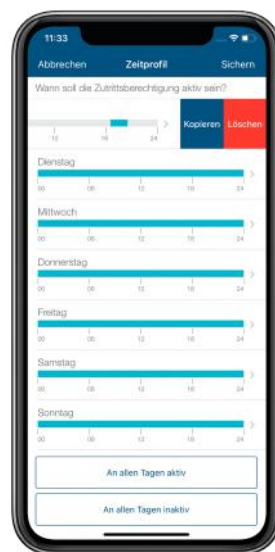 11:33
Abbrechen Zeitprofil Sichern
Wann soll die Zutrittsberechtigung aktiv sein?
Kopieren Löschen
12 18 24
Dienstag
00 06 12 18 24
Mittwoch
00 06 12 18 24
Donnerstag
00 06 12 18 24
Freitag
00 06 12 18 24
Samstag
00 06 12 18 24
Sonntag
00 06 12 18 24
An allen Tagen aktiv
An allen Tagen inaktiv